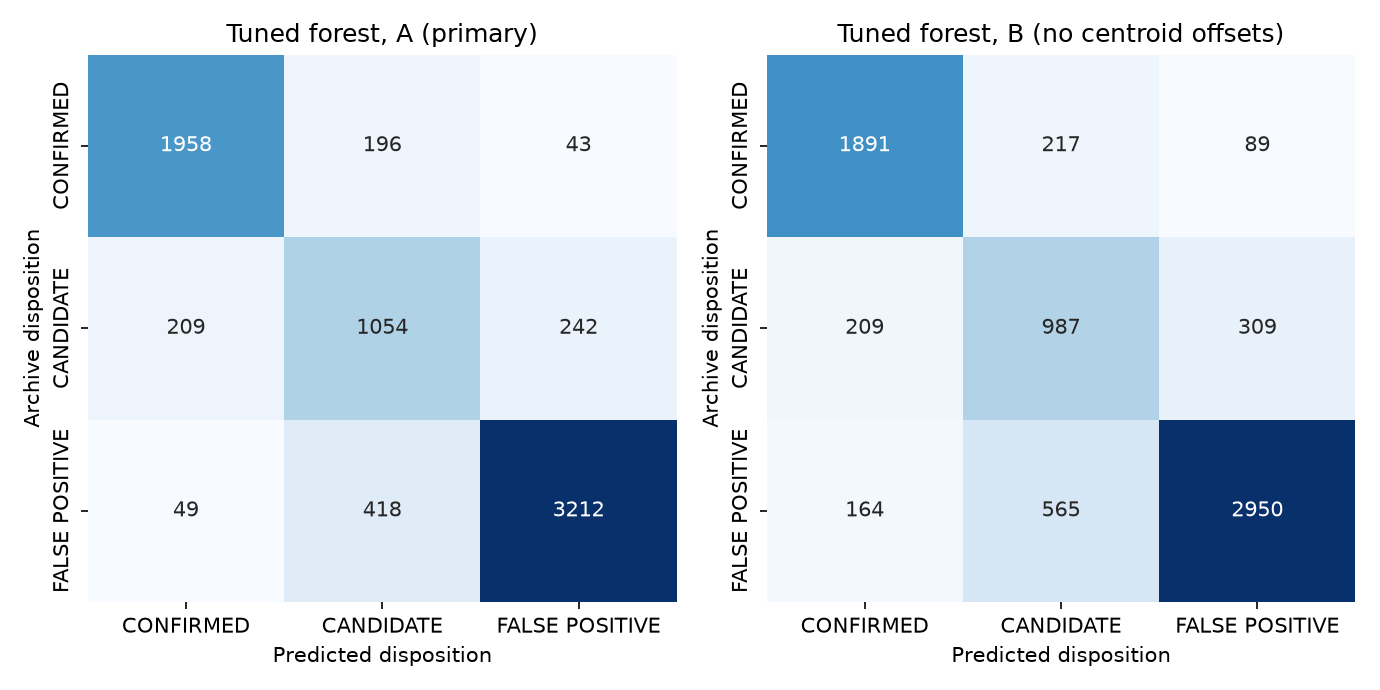 Tuned forest, A (primary)
Archive disposition
CONFIRMED
CANDIDATE
FALSE POSITIVE
1958 196 43
209 1054 242
49 418 3212
CONFIRMED CANDIDATE FALSE POSITIVE
Predicted disposition
Tuned forest, B (no centroid offsets)
Archive disposition
CONFIRMED
CANDIDATE
FALSE POSITIVE
1891 217 89
209 987 309
164 565 2950
CONFIRMED CANDIDATE FALSE POSITIVE
Predicted disposition